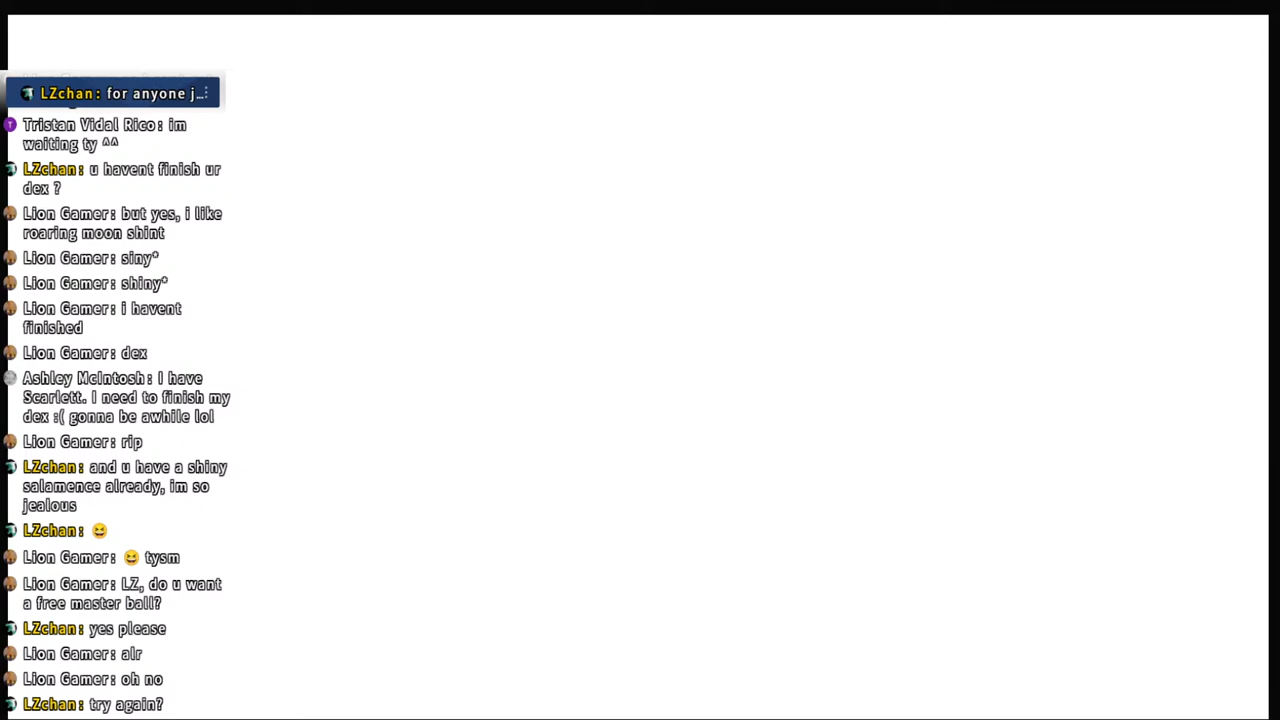 LZchan: for anyone j...
Tristan Vidal Rico: im
waiting ty ^^
LZchan: u havent finish ur
dex ?
Lion Gamer: but yes, i like
roaring moon shint
Lion Gamer: siny*
Lion Gamer: shiny*
Lion Gamer: i havent
finished
Lion Gamer: dex
Ashley McIntosh: I have
Scarlett. I need to finish my
dex :( gonna be awhile lol
Lion Gamer: rip
LZchan: and u have a shiny
salamence already, im so
jealous
LZchan: 😆
Lion Gamer: 😆 tysm
Lion Gamer: LZ, do u want
a free master ball?
LZchan: yes please
Lion Gamer: alr
Lion Gamer: oh no
LZchan: try again?